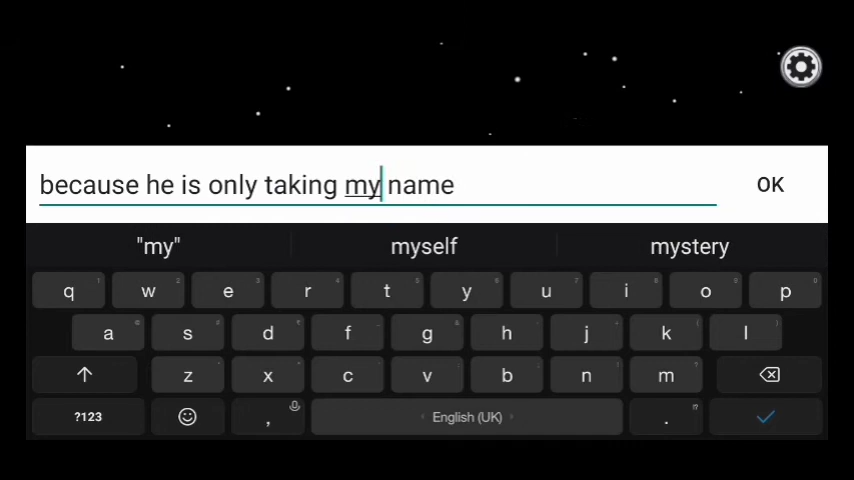 because he is only taking my name OK
"my" myself mystery
q w e r t y u i o p
a s d f g h j k l
z x c v b n m
?123 , English (UK) .